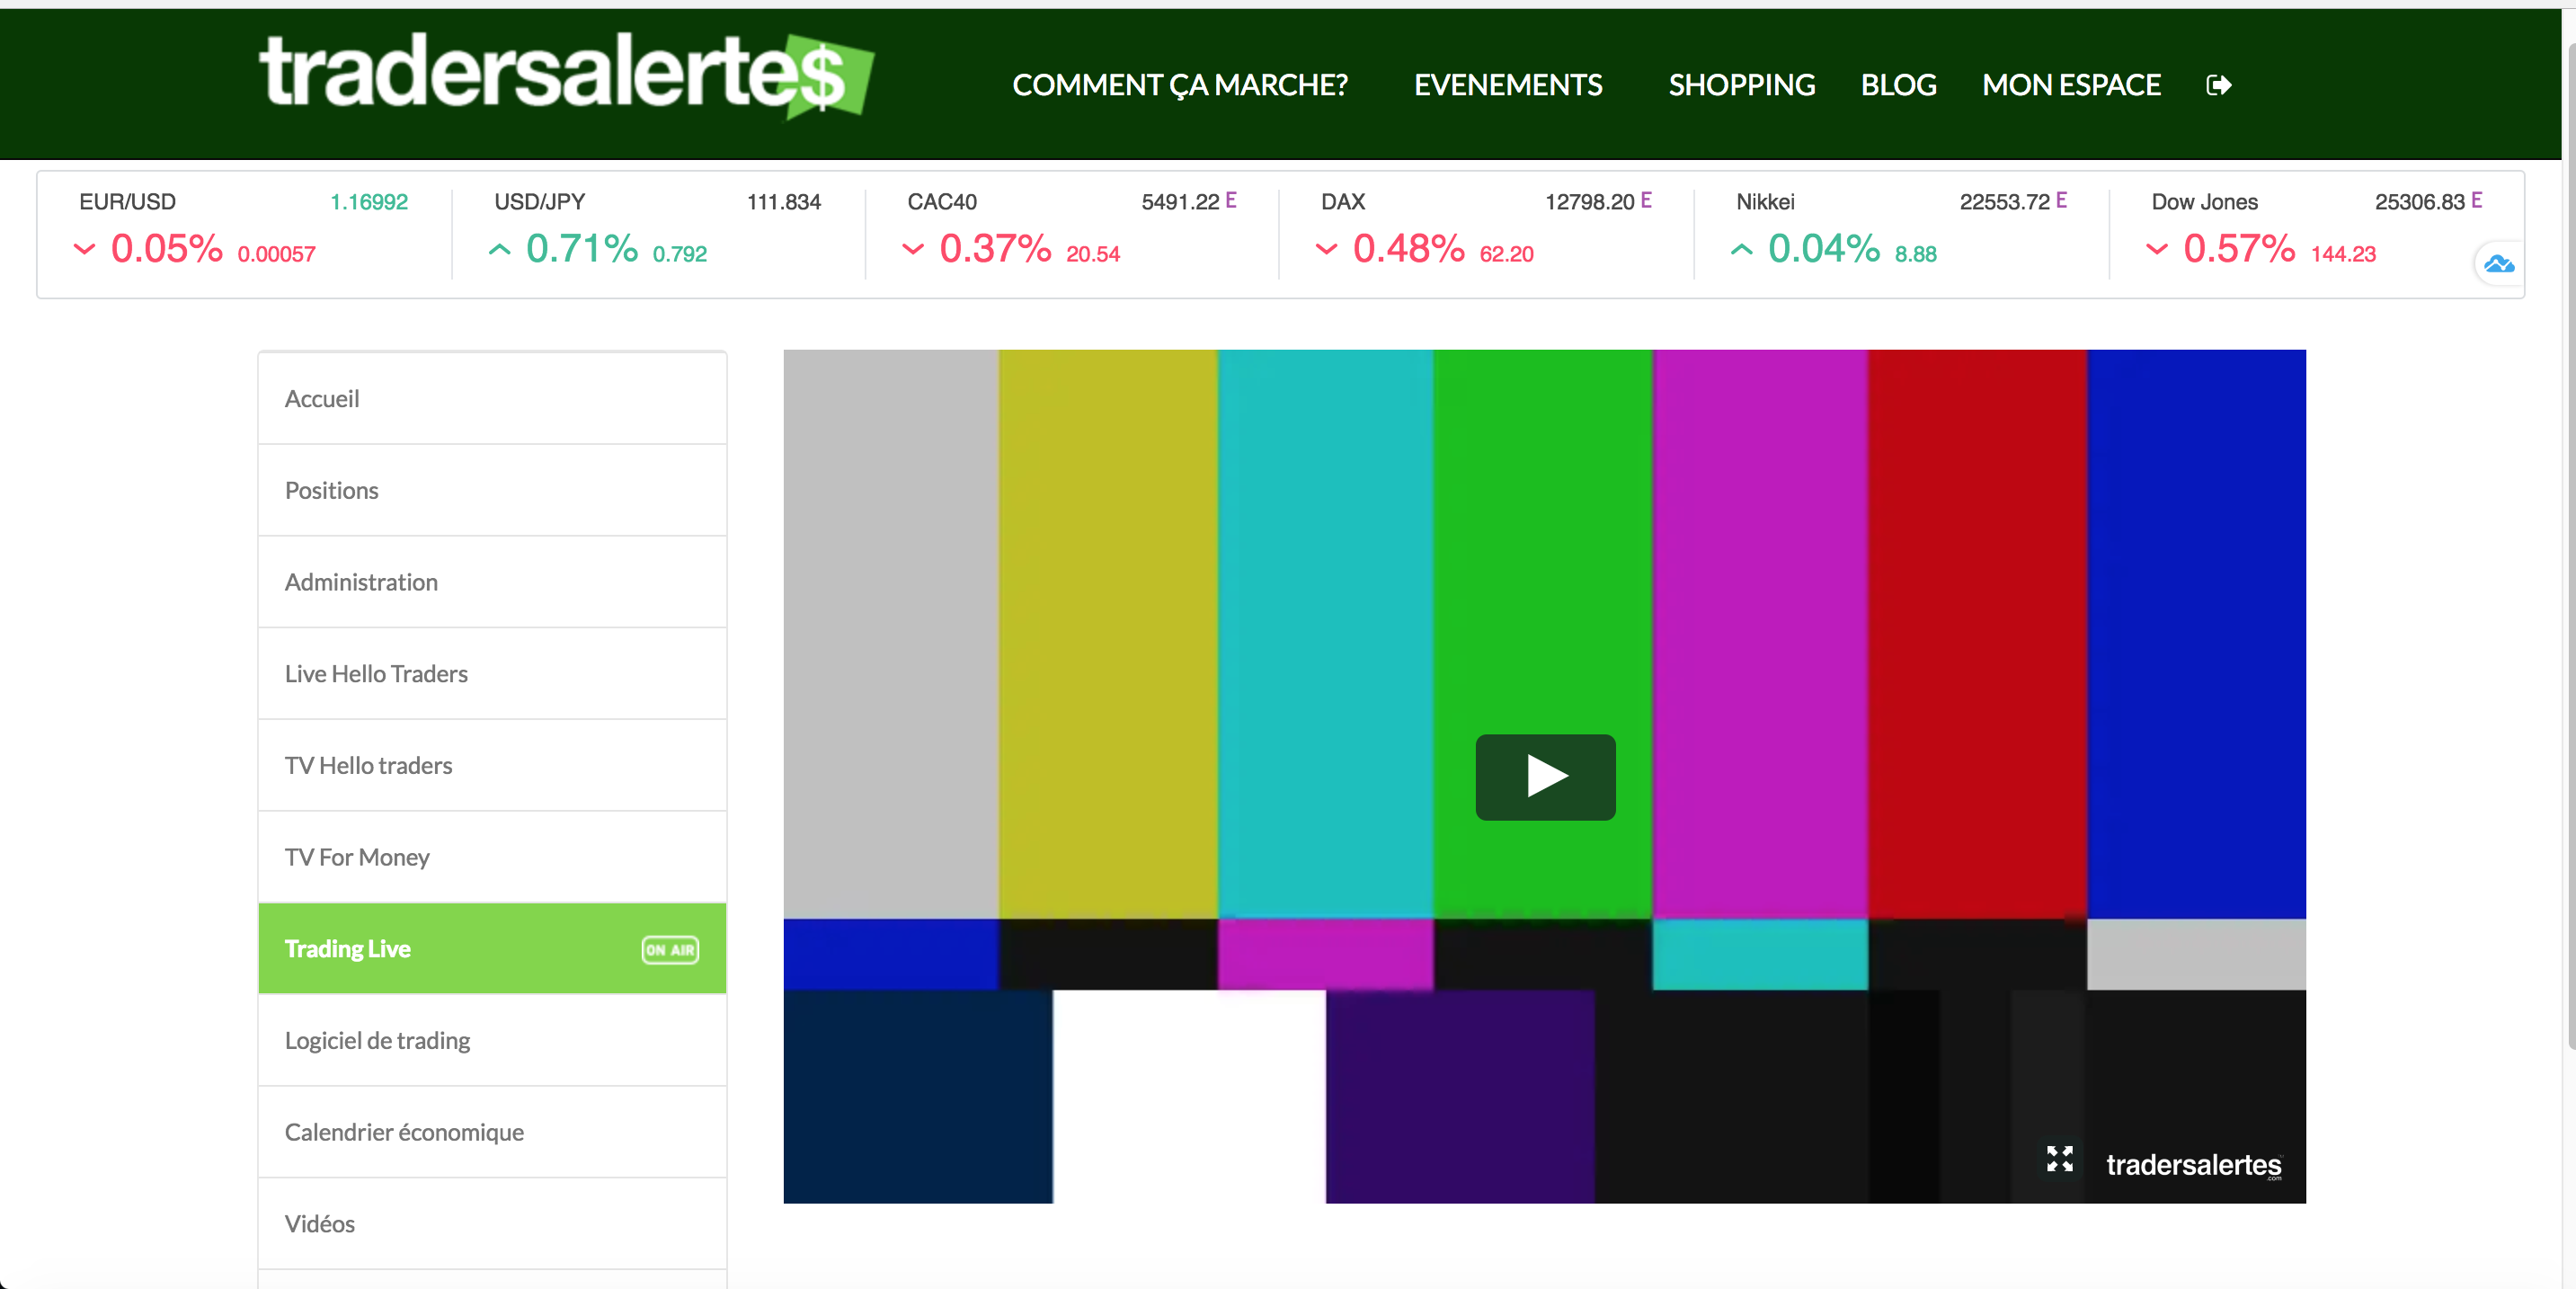 tradersalerte$
COMMENT ÇA MARCHE? EVENEMENTS SHOPPING BLOG MON ESPACE
EUR/USD 1.16992
0.05% 0.00057
USD/JPY 111.834
0.71% 0.792
CAC40 5491.22 E
0.37% 20.54
DAX 12798.20 E
0.48% 62.20
Nikkei 22553.72 E
0.04% 8.88
Dow Jones 25306.83 E
0.57% 144.23
Accueil
Positions
Administration
Live Hello Traders
TV Hello traders
TV For Money
Trading Live ON AIR
Logiciel de trading
Calendrier économique
Vidéos
tradersalertes
.com